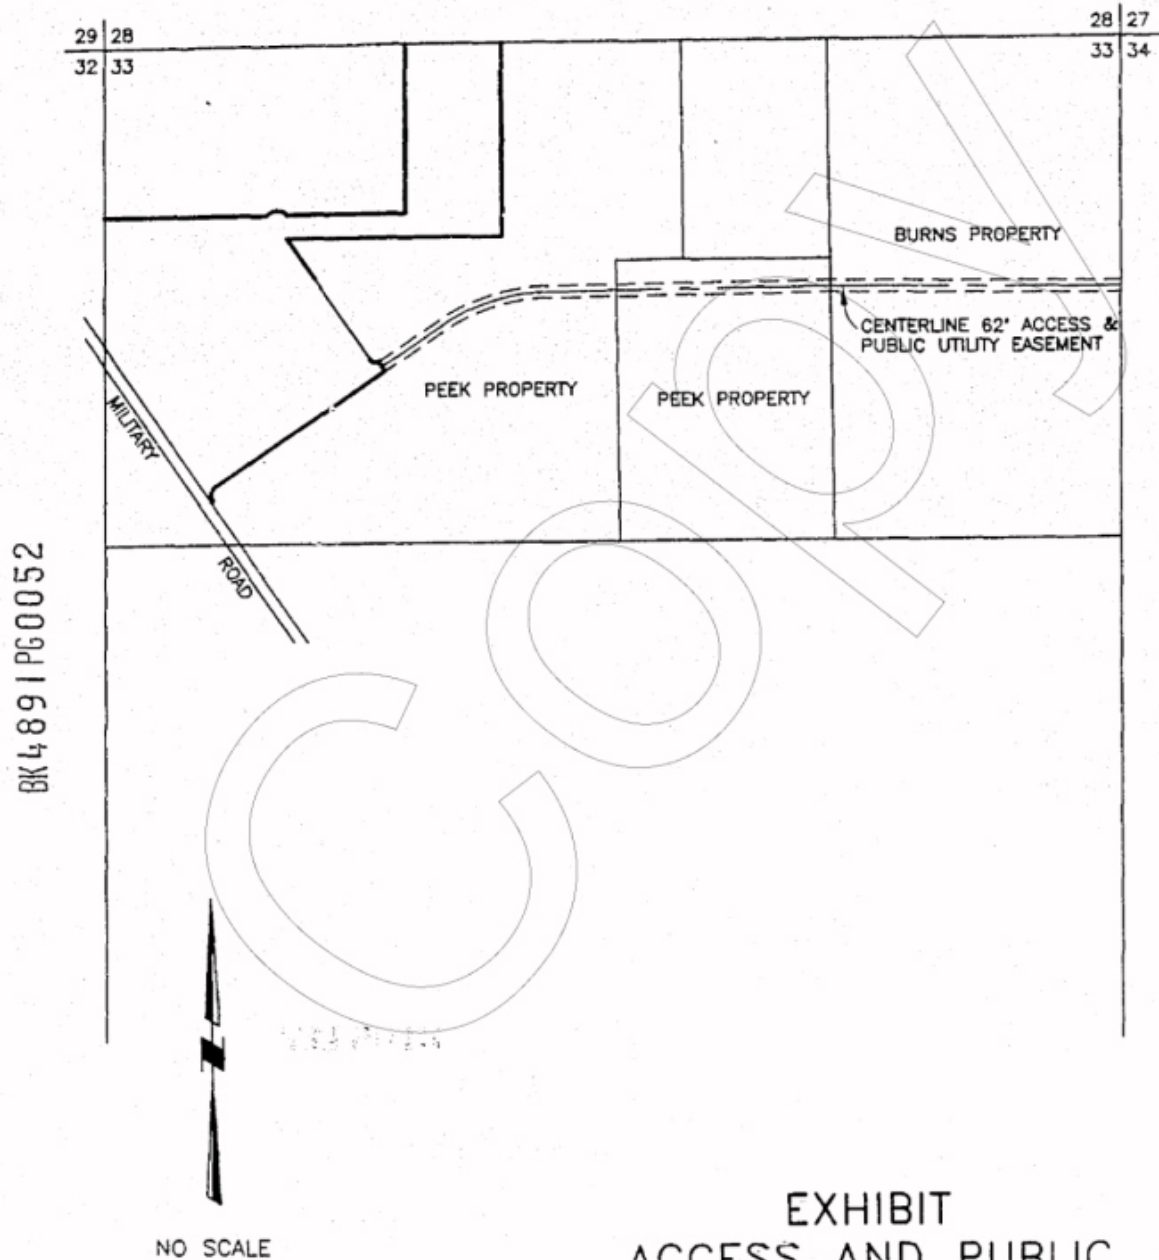 29 28
28 27
32 33
33 34
BURNS PROPERTY
CENTERLINE 62' ACCESS &
PUBLIC UTILITY EASEMENT
PEEK PROPERTY
PEEK PROPERTY
MILITARY
ROAD
BK4891PG0052
Copy
NO SCALE
EXHIBIT
ACCESS AND PUBLIC